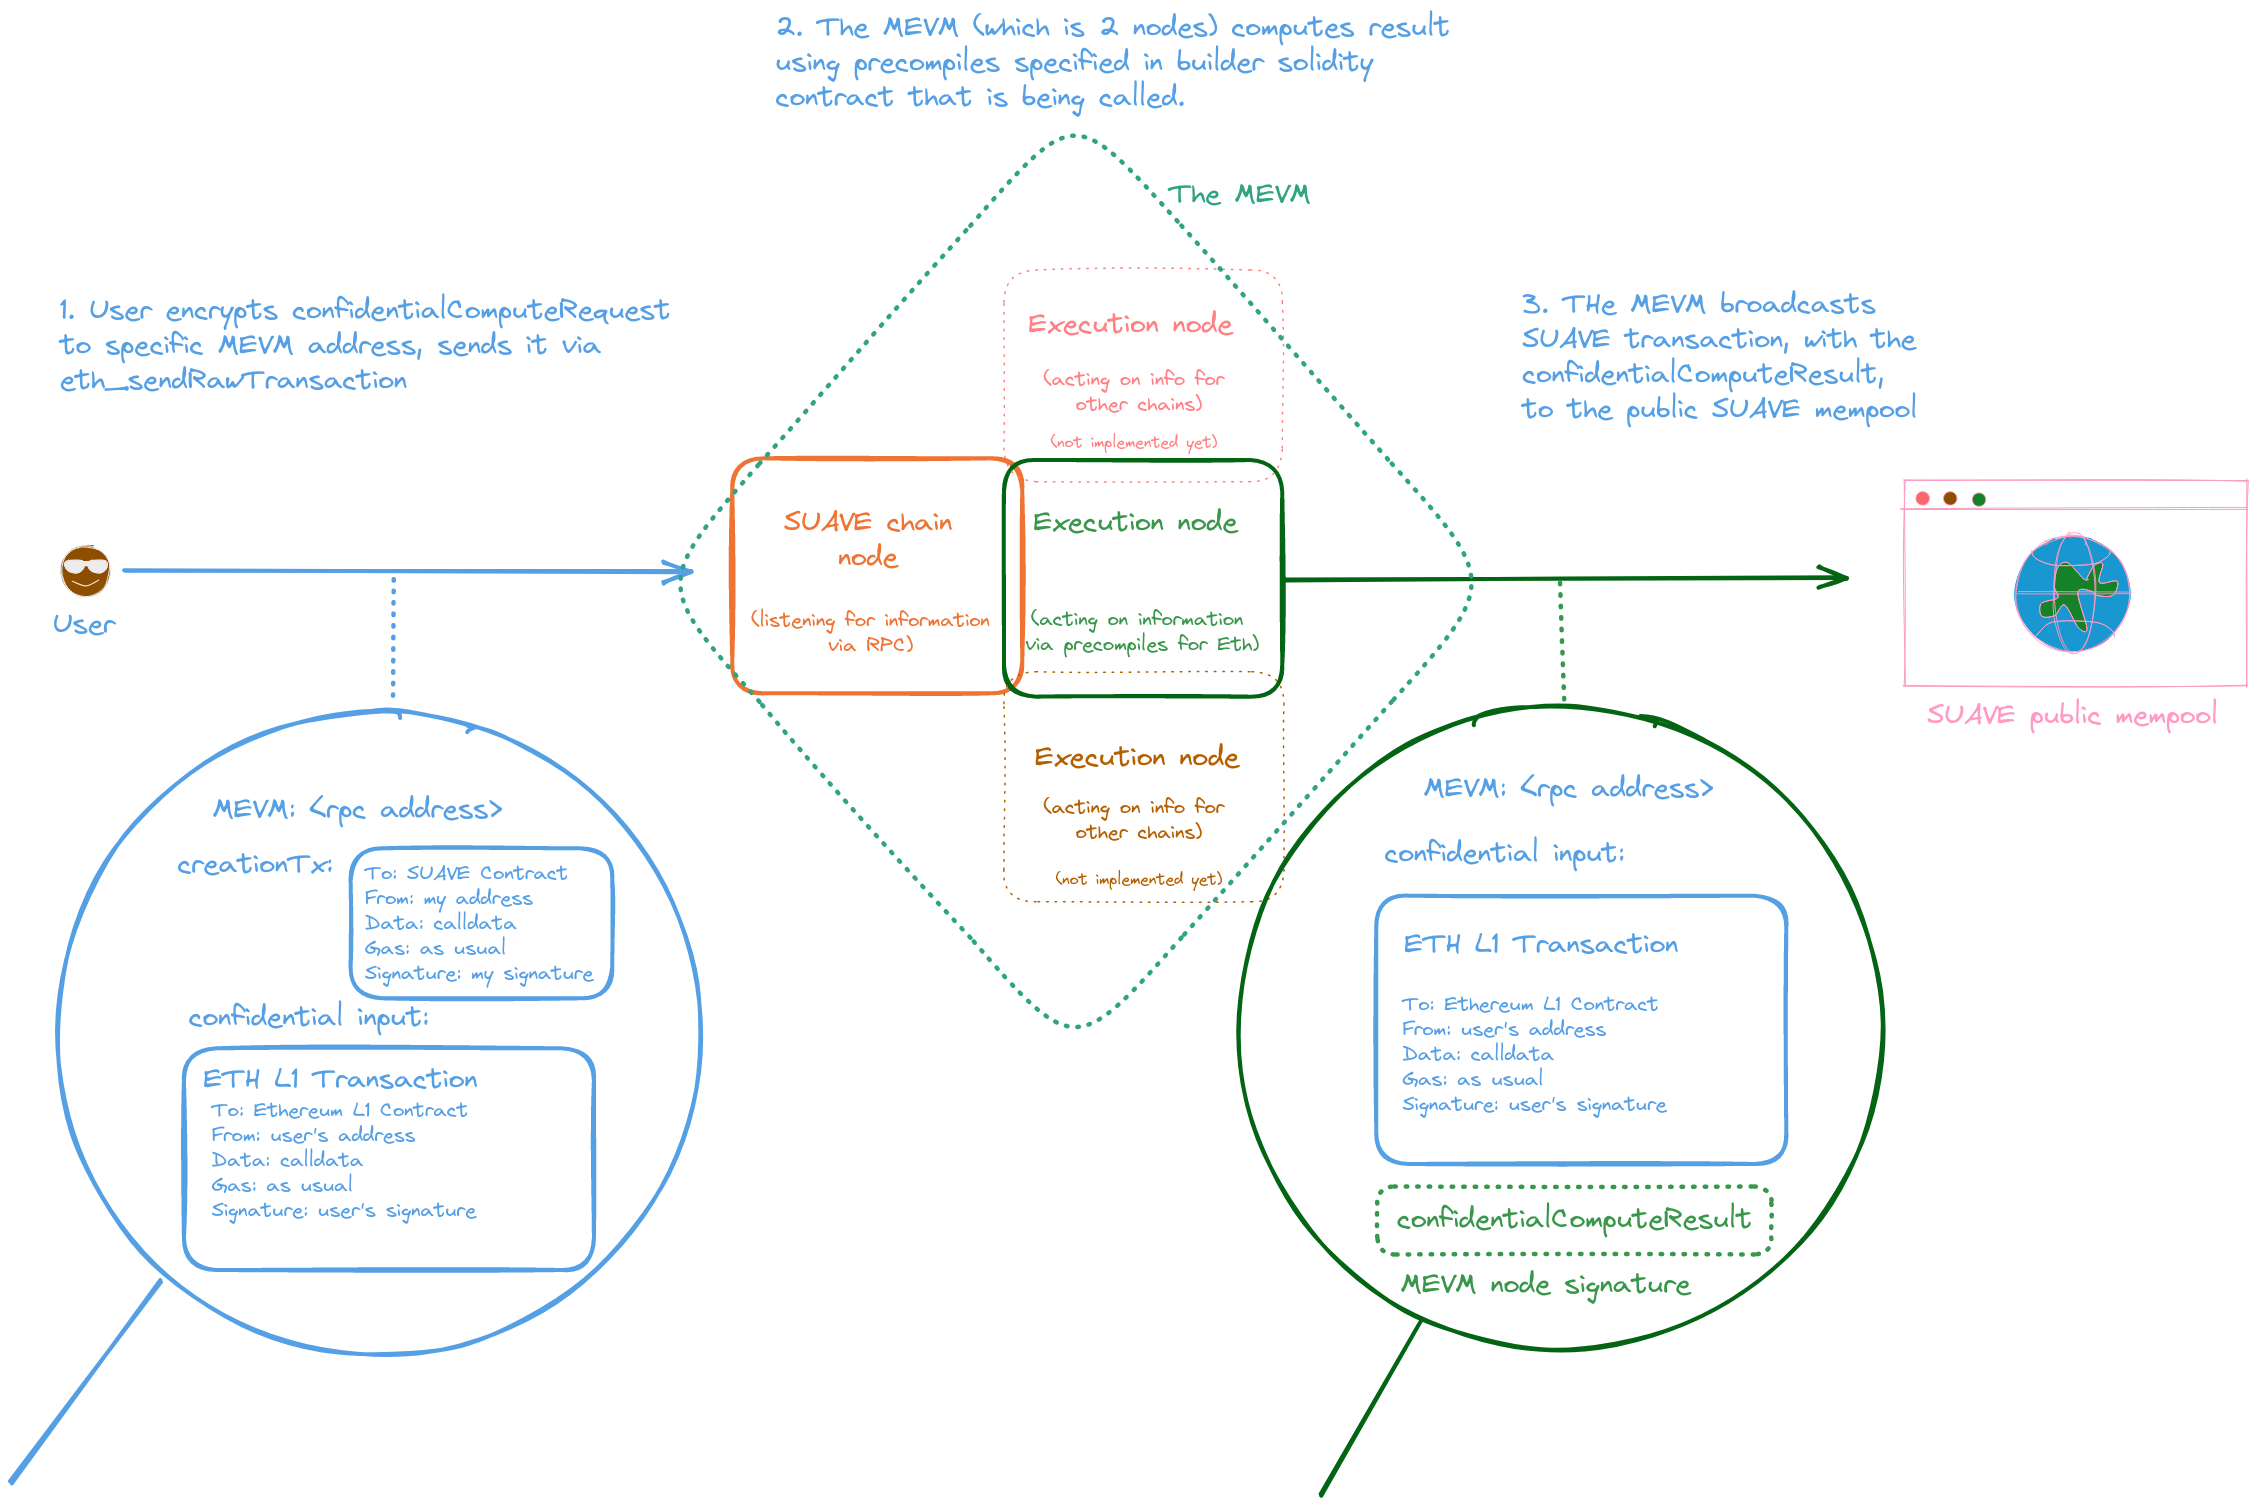 2. The MEVM (which is 2 nodes) computes result
using precompiles specified in builder solidity
contract that is being called.
The MEVM
1. User encrypts confidentialComputeRequest
to specific MEVM address, sends it via
eth_sendRawTransaction
Execution node
(acting on info for
other chains)
(not implemented yet)
3. THe MEVM broadcasts
SUAVE transaction, with the
confidentialComputeResult,
to the public SUAVE mempool
User
SUAVE chain
node
(listening for information
via RPC)
Execution node
(acting on information
via precompiles for Eth)
SUAVE public mempool
Execution node
(acting on info for
other chains)
(not implemented yet)
MEVM: <rpc address>
creationTx:
To: SUAVE Contract
From: my address
Data: calldata
Gas: as usual
Signature: my signature
confidential input:
ETH L1 Transaction
To: Ethereum L1 Contract
From: user's address
Data: calldata
Gas: as usual
Signature: user's signature
MEVM: <rpc address>
confidential input:
ETH L1 Transaction
To: Ethereum L1 Contract
From: user's address
Data: calldata
Gas: as usual
Signature: user's signature
confidentialComputeResult
MEVM node signature